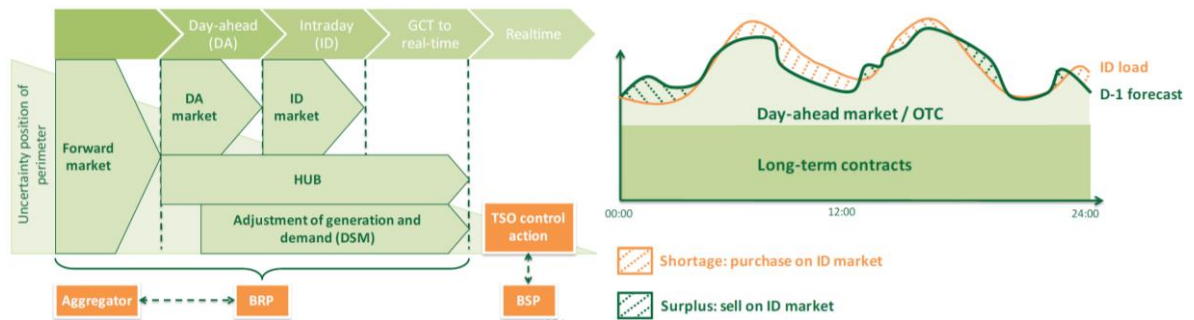 Day-ahead
(DA)
Intraday
(ID)
GCT to
real-time
Realtime
Uncertainty position of
perimeter
Forward
market
DA
market
ID
market
HUB
Adjustment of generation and
demand (DSM)
TSO control
action
Aggregator
BRP
BSP
ID load
D-1 forecast
Day-ahead market / OTC
Long-term contracts
00:00
12:00
24:00
Shortage: purchase on ID market
Surplus: sell on ID market